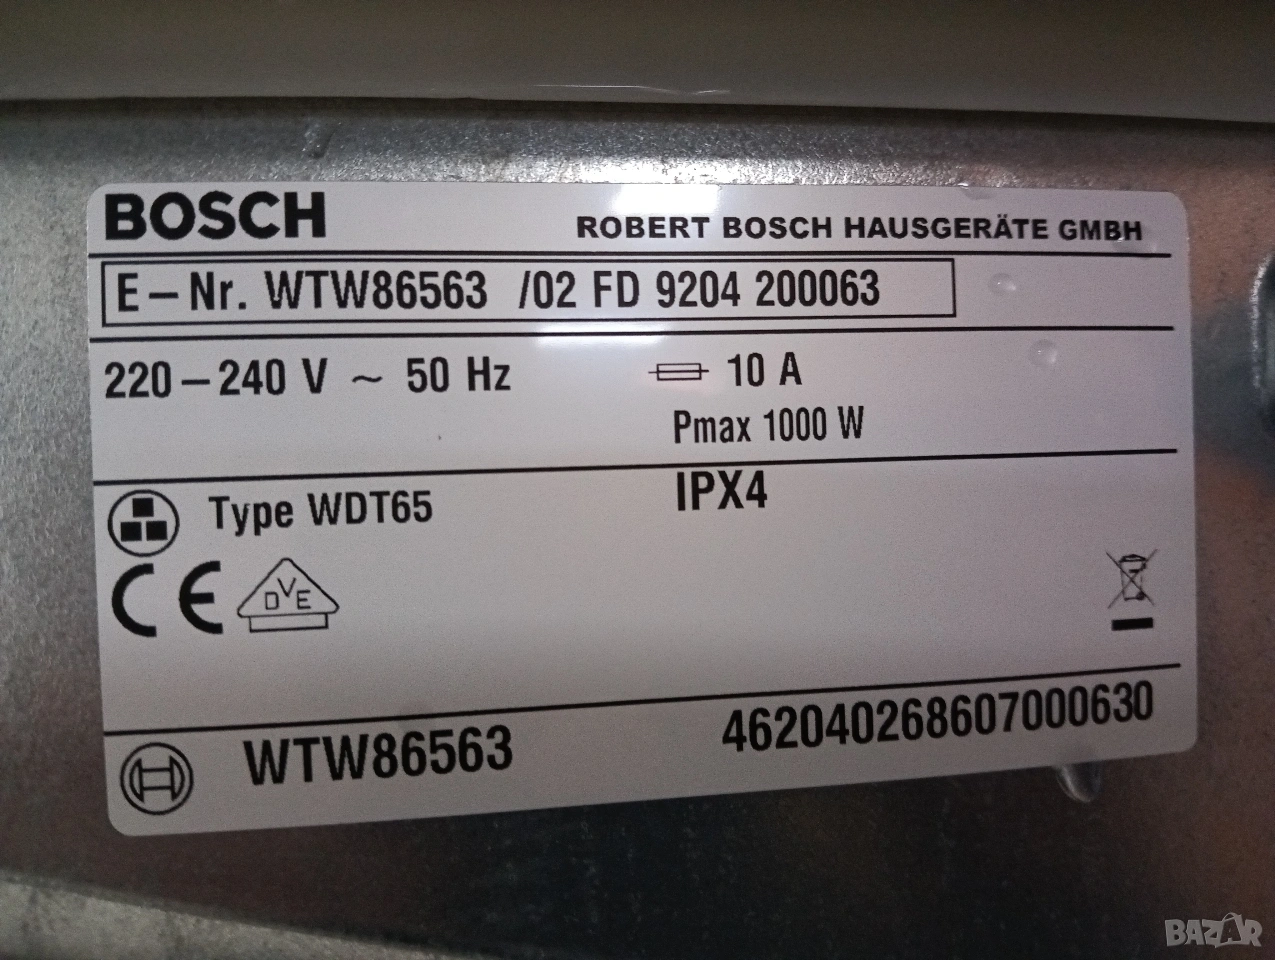 BOSCH
ROBERT BOSCH HAUSGERÄTE GMBH
E – Nr. WTW86563 /02 FD 9204 200063
220 – 240 V ~ 50 Hz 10 A
Pmax 1000 W
Type WDT65 IPX4
CE DVE
WTW86563 462040268607000630
BAZAR